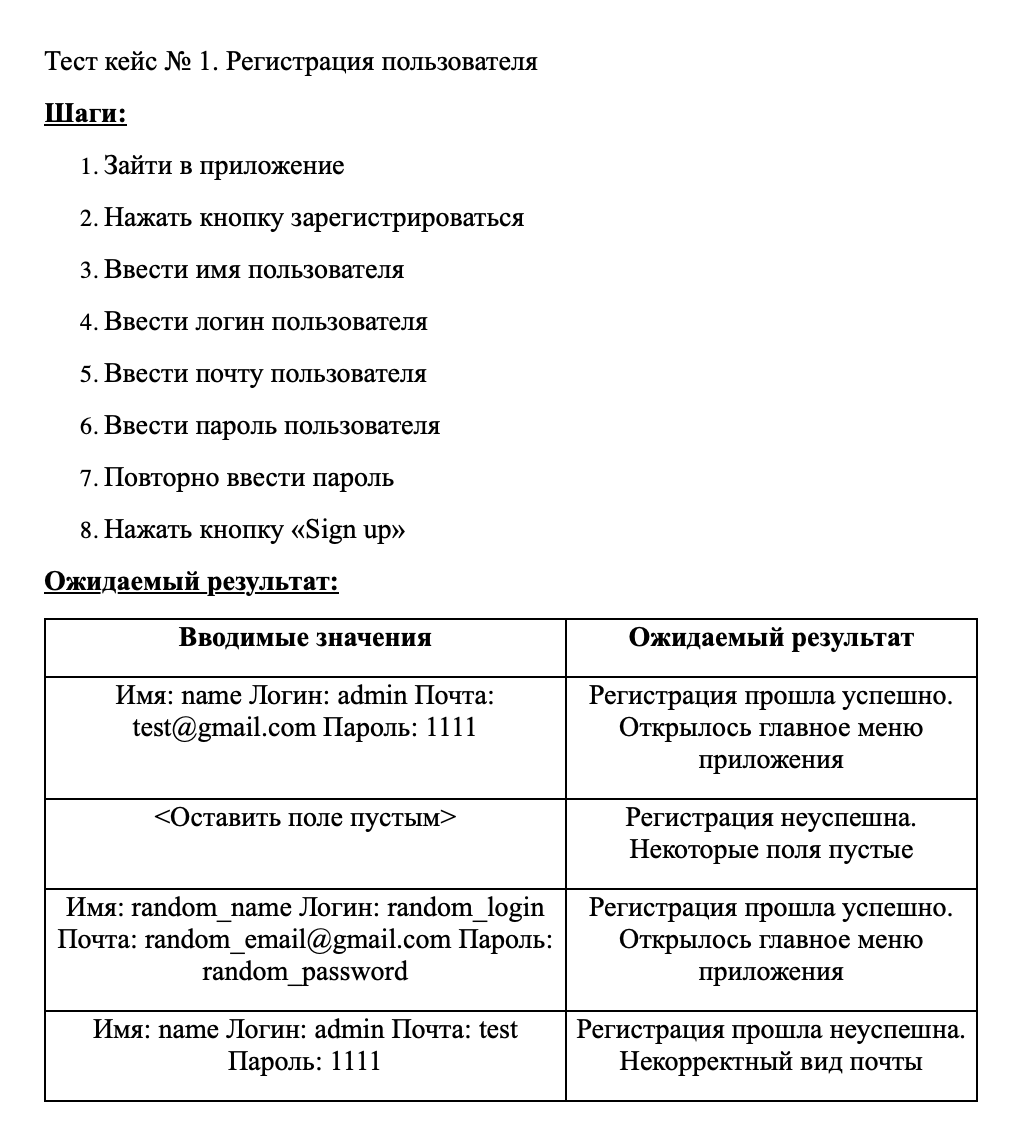 Тест кейс № 1. Регистрация пользователя
Шаги:
1. Зайти в приложение
2. Нажать кнопку зарегистрироваться
3. Ввести имя пользователя
4. Ввести логин пользователя
5. Ввести почту пользователя
6. Ввести пароль пользователя
7. Повторно ввести пароль
8. Нажать кнопку «Sign up»
Ожидаемый результат:
Вводимые значения
Ожидаемый результат
Имя: name Логин: admin Почта:
test@gmail.com Пароль: 1111
Регистрация прошла успешно.
Открылось главное меню
приложения
<Оставить поле пустым>
Регистрация неуспешна.
Некоторые поля пустые
Имя: random_name Логин: random_login
Почта: random_email@gmail.com Пароль:
random_password
Регистрация прошла успешно.
Открылось главное меню
приложения
Имя: name Логин: admin Почта: test
Пароль: 1111
Регистрация прошла неуспешна.
Некорректный вид почты